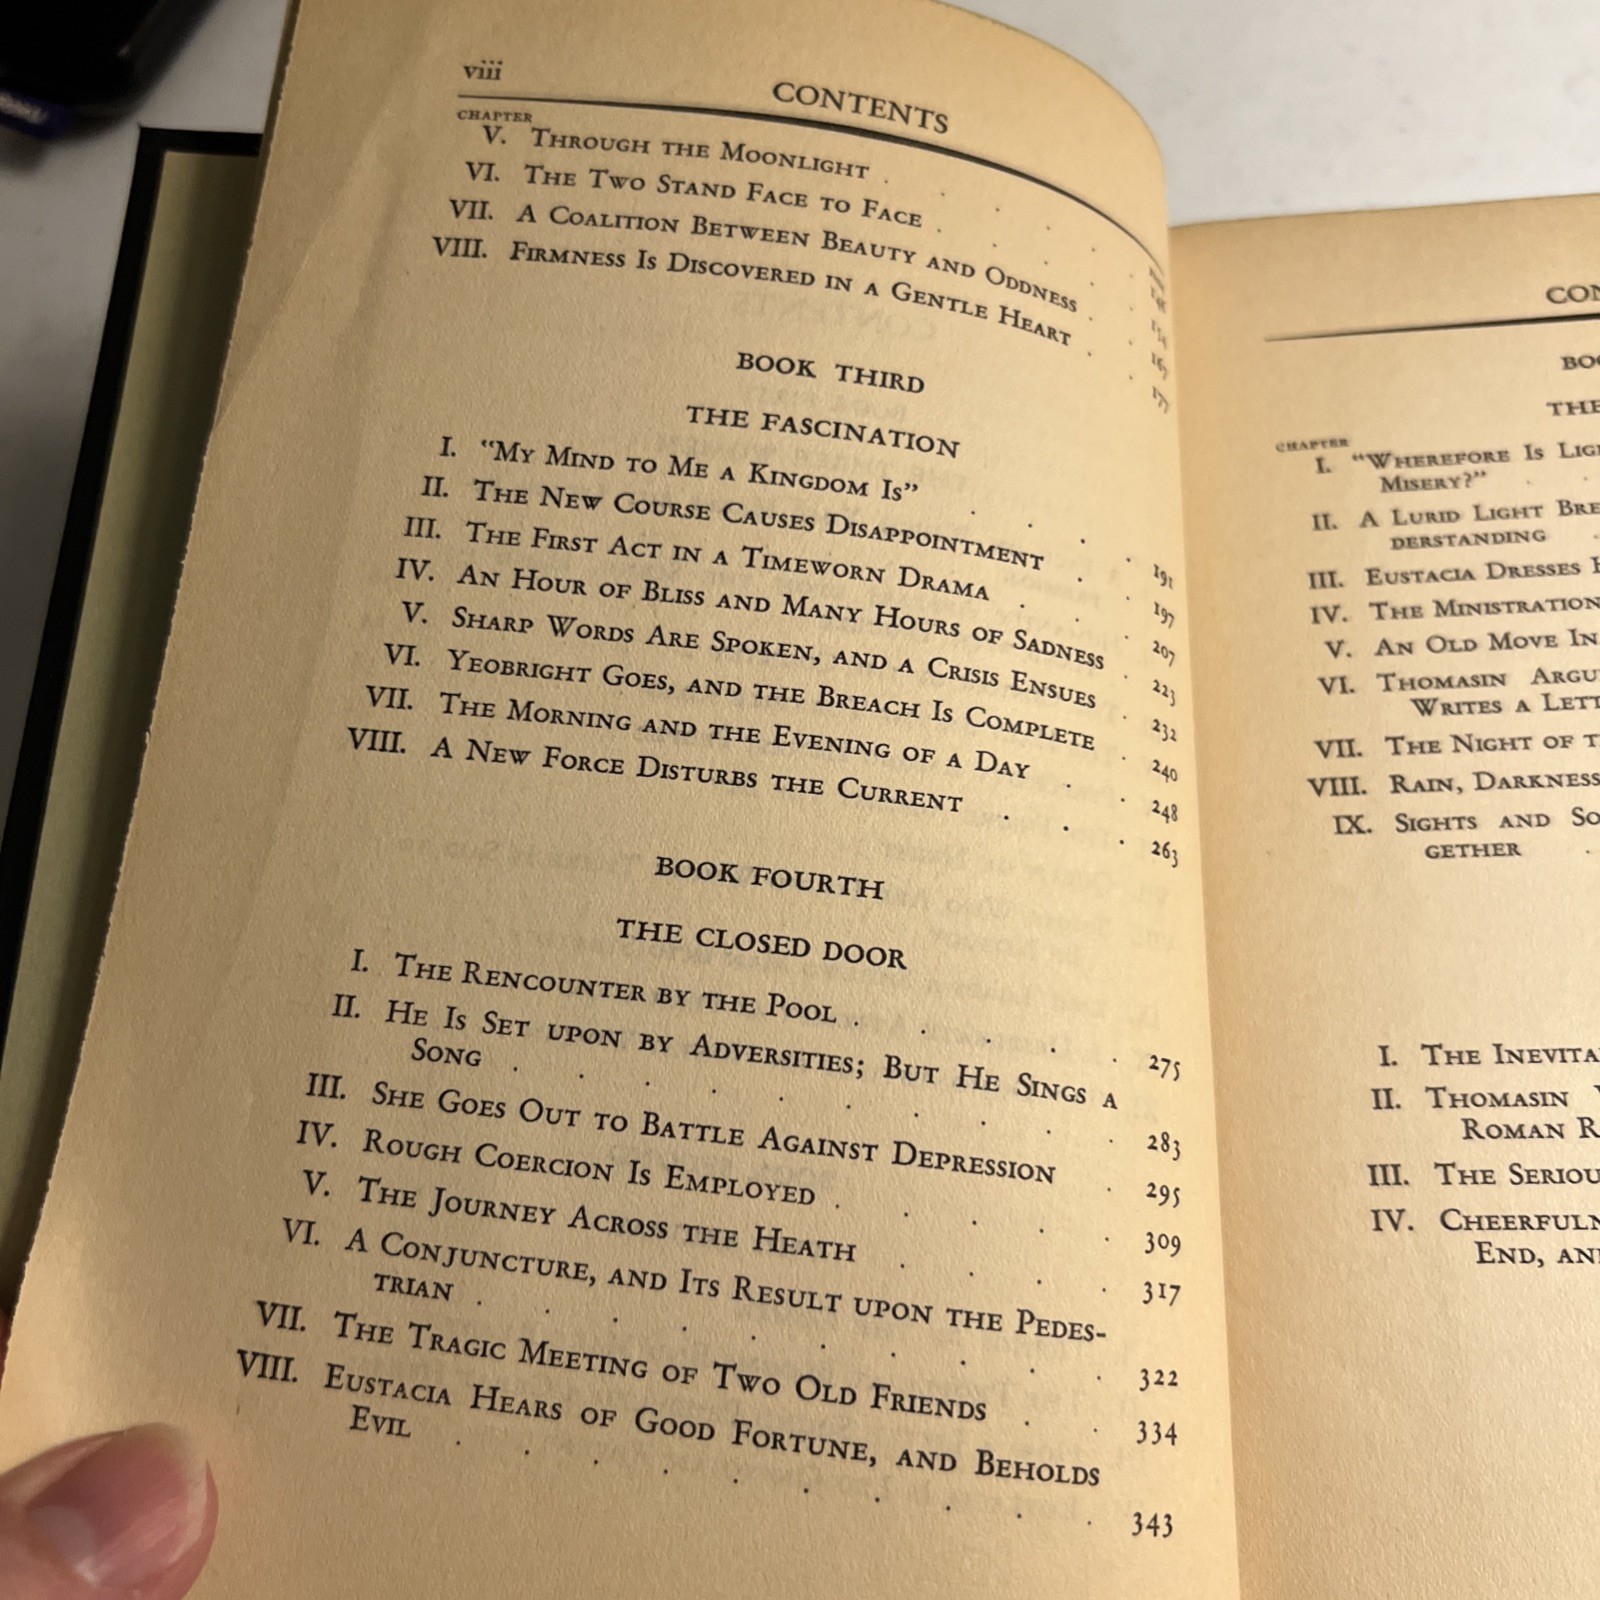 viii
CONTENTS
CHAPTER
V. THROUGH THE MOONLIGHT . . . .
VI. THE TWO STAND FACE TO FACE . . . .
VII. A COALITION BETWEEN BEAUTY AND ODDNESS . .
VIII. FIRMNESS IS DISCOVERED IN A GENTLE HEART . .
BOOK THIRD
THE FASCINATION
I. "MY MIND TO ME A KINGDOM IS" . . . . 191
II. THE NEW COURSE CAUSES DISAPPOINTMENT . . 197
III. THE FIRST ACT IN A TIMEWORN DRAMA . . . 207
IV. AN HOUR OF BLISS AND MANY HOURS OF SADNESS . 223
V. SHARP WORDS ARE SPOKEN, AND A CRISIS ENSUES . 232
VI. YEOBRIGHT GOES, AND THE BREACH IS COMPLETE . 240
VII. THE MORNING AND THE EVENING OF A DAY . . 248
VIII. A NEW FORCE DISTURBS THE CURRENT . . . 263
BOOK FOURTH
THE CLOSED DOOR
I. THE RENCOUNTER BY THE POOL . . . . . 275
II. HE IS SET UPON BY ADVERSITIES; BUT HE SINGS A
SONG . . . . . . . . . . 283
III. SHE GOES OUT TO BATTLE AGAINST DEPRESSION . 295
IV. ROUGH COERCION IS EMPLOYED . . . . . 309
V. THE JOURNEY ACROSS THE HEATH . . . . 317
VI. A CONJUNCTURE, AND ITS RESULT UPON THE PEDES-
TRIAN . . . . . . . . . . 322
VII. THE TRAGIC MEETING OF TWO OLD FRIENDS . . 334
VIII. EUSTACIA HEARS OF GOOD FORTUNE, AND BEHOLDS
EVIL . . . . . . . . . . 343
CON
BOO
THE
CHAPTER
I. "WHEREFORE IS LIG
MISERY?" .
II. A LURID LIGHT BRE
DERSTANDING .
III. EUSTACIA DRESSES
IV. THE MINISTRATION
V. AN OLD MOVE IN
VI. THOMASIN ARGU
WRITES A LETT
VII. THE NIGHT OF
VIII. RAIN, DARKNESS
IX. SIGHTS AND SO
GETHER .
I. THE INEVITA
II. THOMASIN
ROMAN R
III. THE SERIOU
IV. CHEERFULN
END, AN